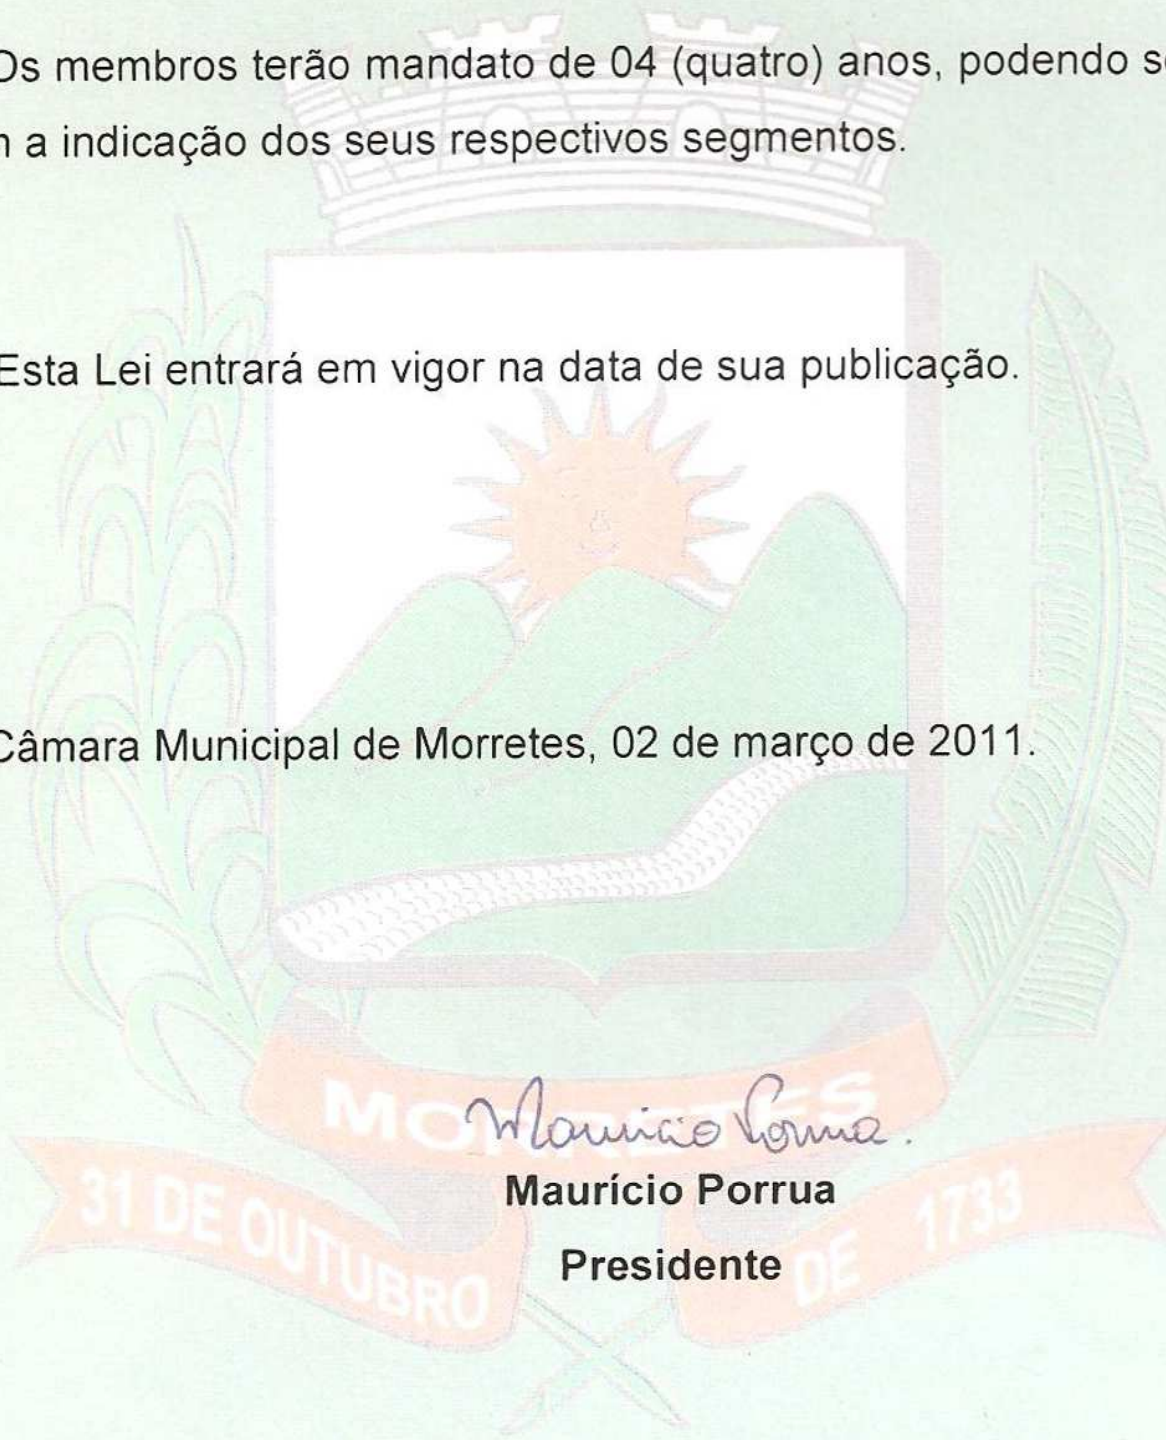 Os membros terão mandato de 04 (quatro) anos, podendo
a indicação dos seus respectivos segmentos.
Esta Lei entrará em vigor na data de sua publicação.
Câmara Municipal de Morretes, 02 de março de 2011.
Maurício Porrua.
MORRETES
Maurício Porrua
Presidente
31 DE OUTUBRO DE 1733